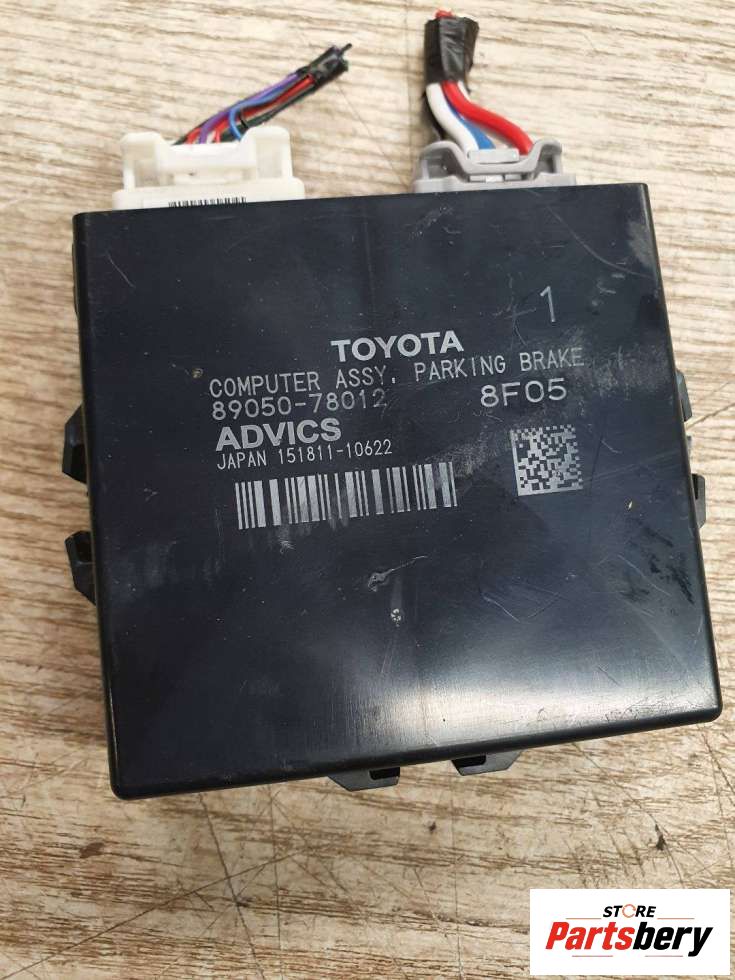 1
TOYOTA
COMPUTER ASSY, PARKING BRAKE
89050-78012 8F05
ADVICS
JAPAN 151811-10622
STORE
Partsbery